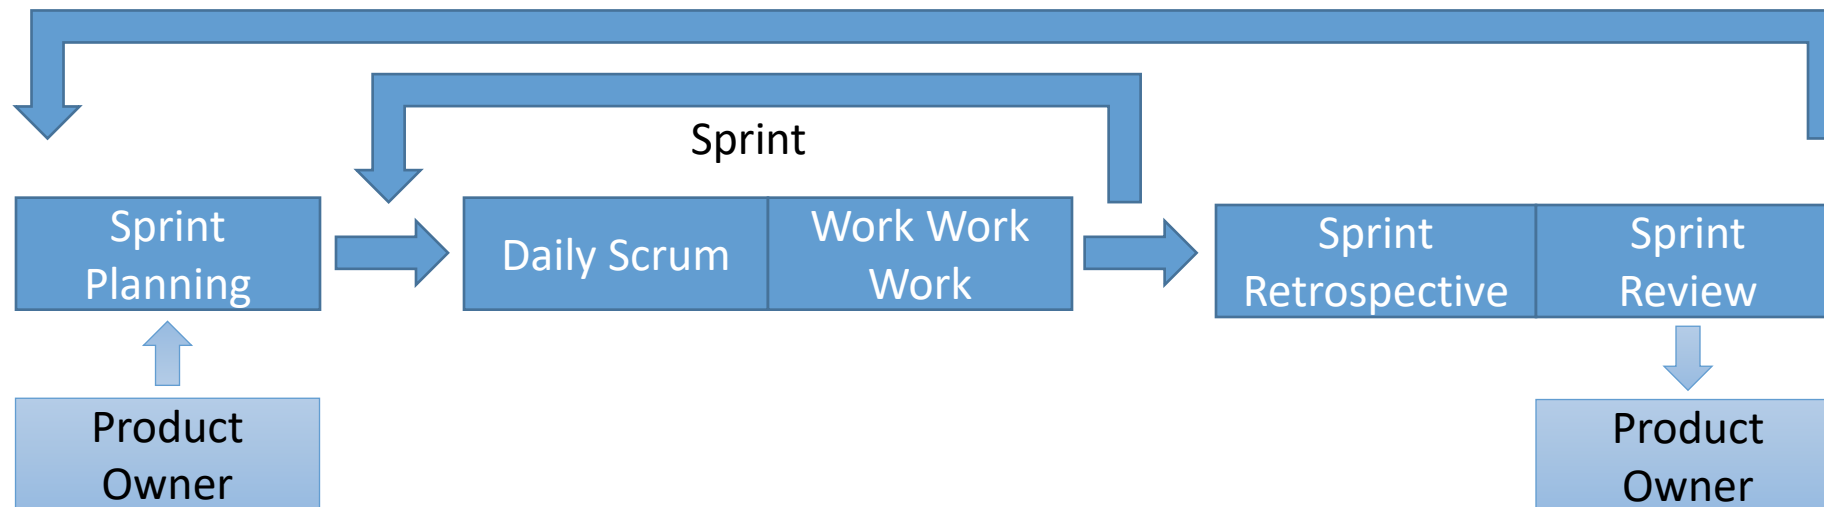 Sprint
Sprint
Planning
Daily Scrum
Work Work
Work
Sprint
Retrospective
Sprint
Review
Product
Owner
Product
Owner